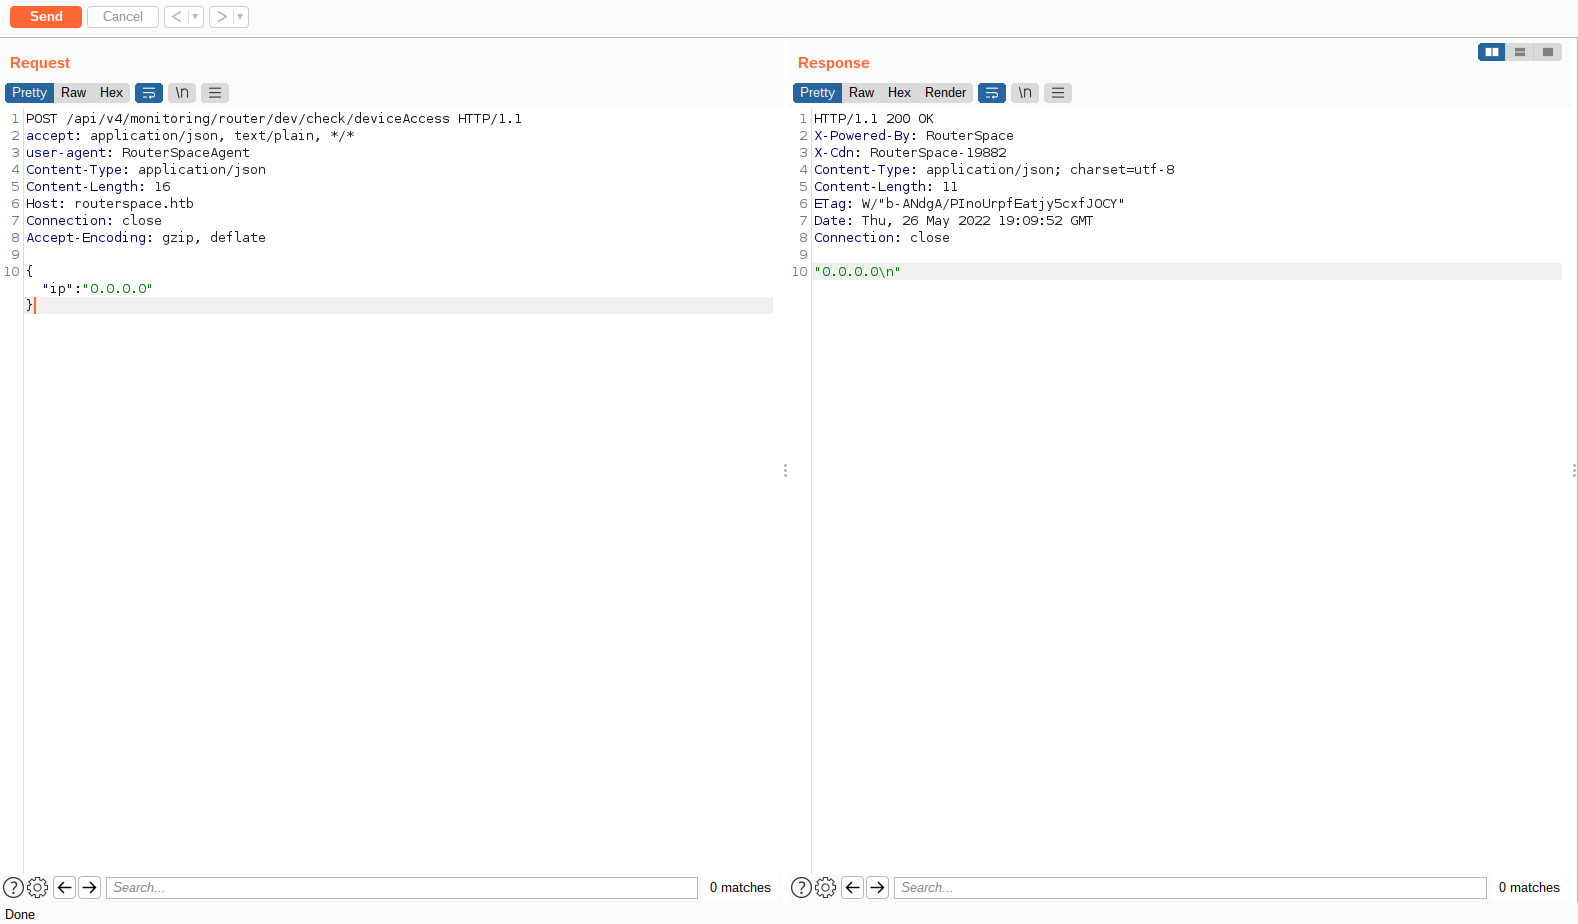 Send Cancel < ▼ > ▼
Request
Pretty Raw Hex \n
1 POST /api/v4/monitoring/router/dev/check/deviceAccess HTTP/1.1
2 accept: application/json, text/plain, */*
3 user-agent: RouterSpaceAgent
4 Content-Type: application/json
5 Content-Length: 16
6 Host: routerspace.htb
7 Connection: close
8 Accept-Encoding: gzip, deflate
9
10 {
"ip":"0.0.0.0"
}
? Search... 0 matches
Response
Pretty Raw Hex Render \n
1 HTTP/1.1 200 OK
2 X-Powered-By: RouterSpace
3 X-Cdn: RouterSpace-19882
4 Content-Type: application/json; charset=utf-8
5 Content-Length: 11
6 ETag: W/"b-ANdgA/PInoUrpfEatjy5cxfJOCY"
7 Date: Thu, 26 May 2022 19:09:52 GMT
8 Connection: close
9
10 "0.0.0.0\n"
? Search... 0 matches
Done